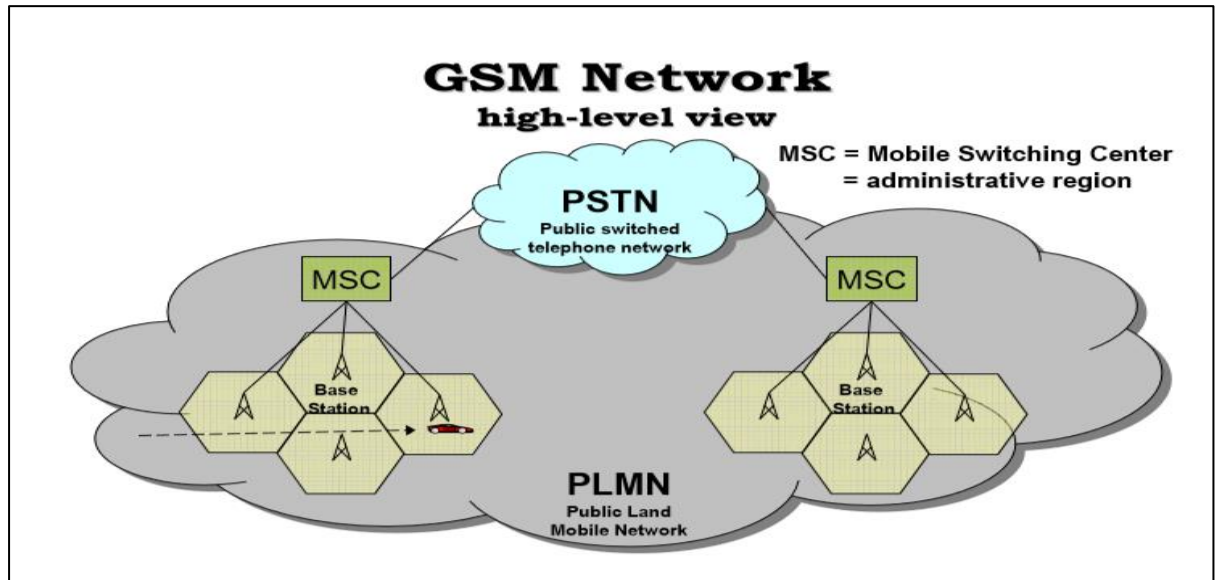 GSM Network
high-level view
MSC = Mobile Switching Center
= administrative region
PSTN
Public switched
telephone network
MSC
MSC
Base
Station
Base
Station
PLMN
Public Land
Mobile Network